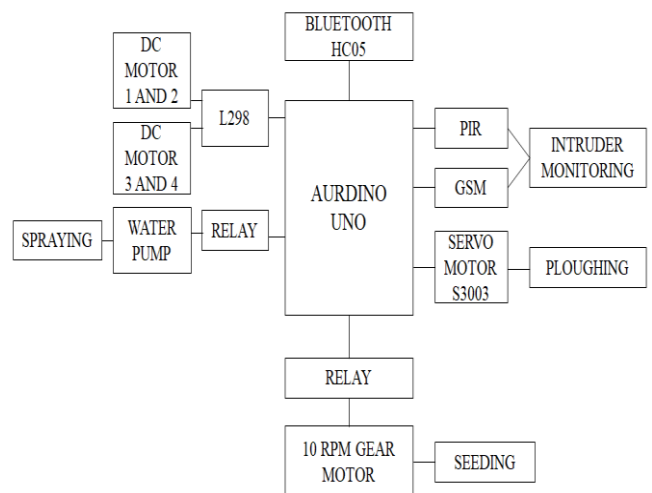 BLUETOOTH
HC05
DC
MOTOR
1 AND 2
L298
DC
MOTOR
3 AND 4
AURDINO
UNO
PIR
GSM
INTRUDER
MONITORING
SPRAYING
WATER
PUMP
RELAY
SERVO
MOTOR
S3003
PLOUGHING
RELAY
10 RPM GEAR
MOTOR
SEEDING